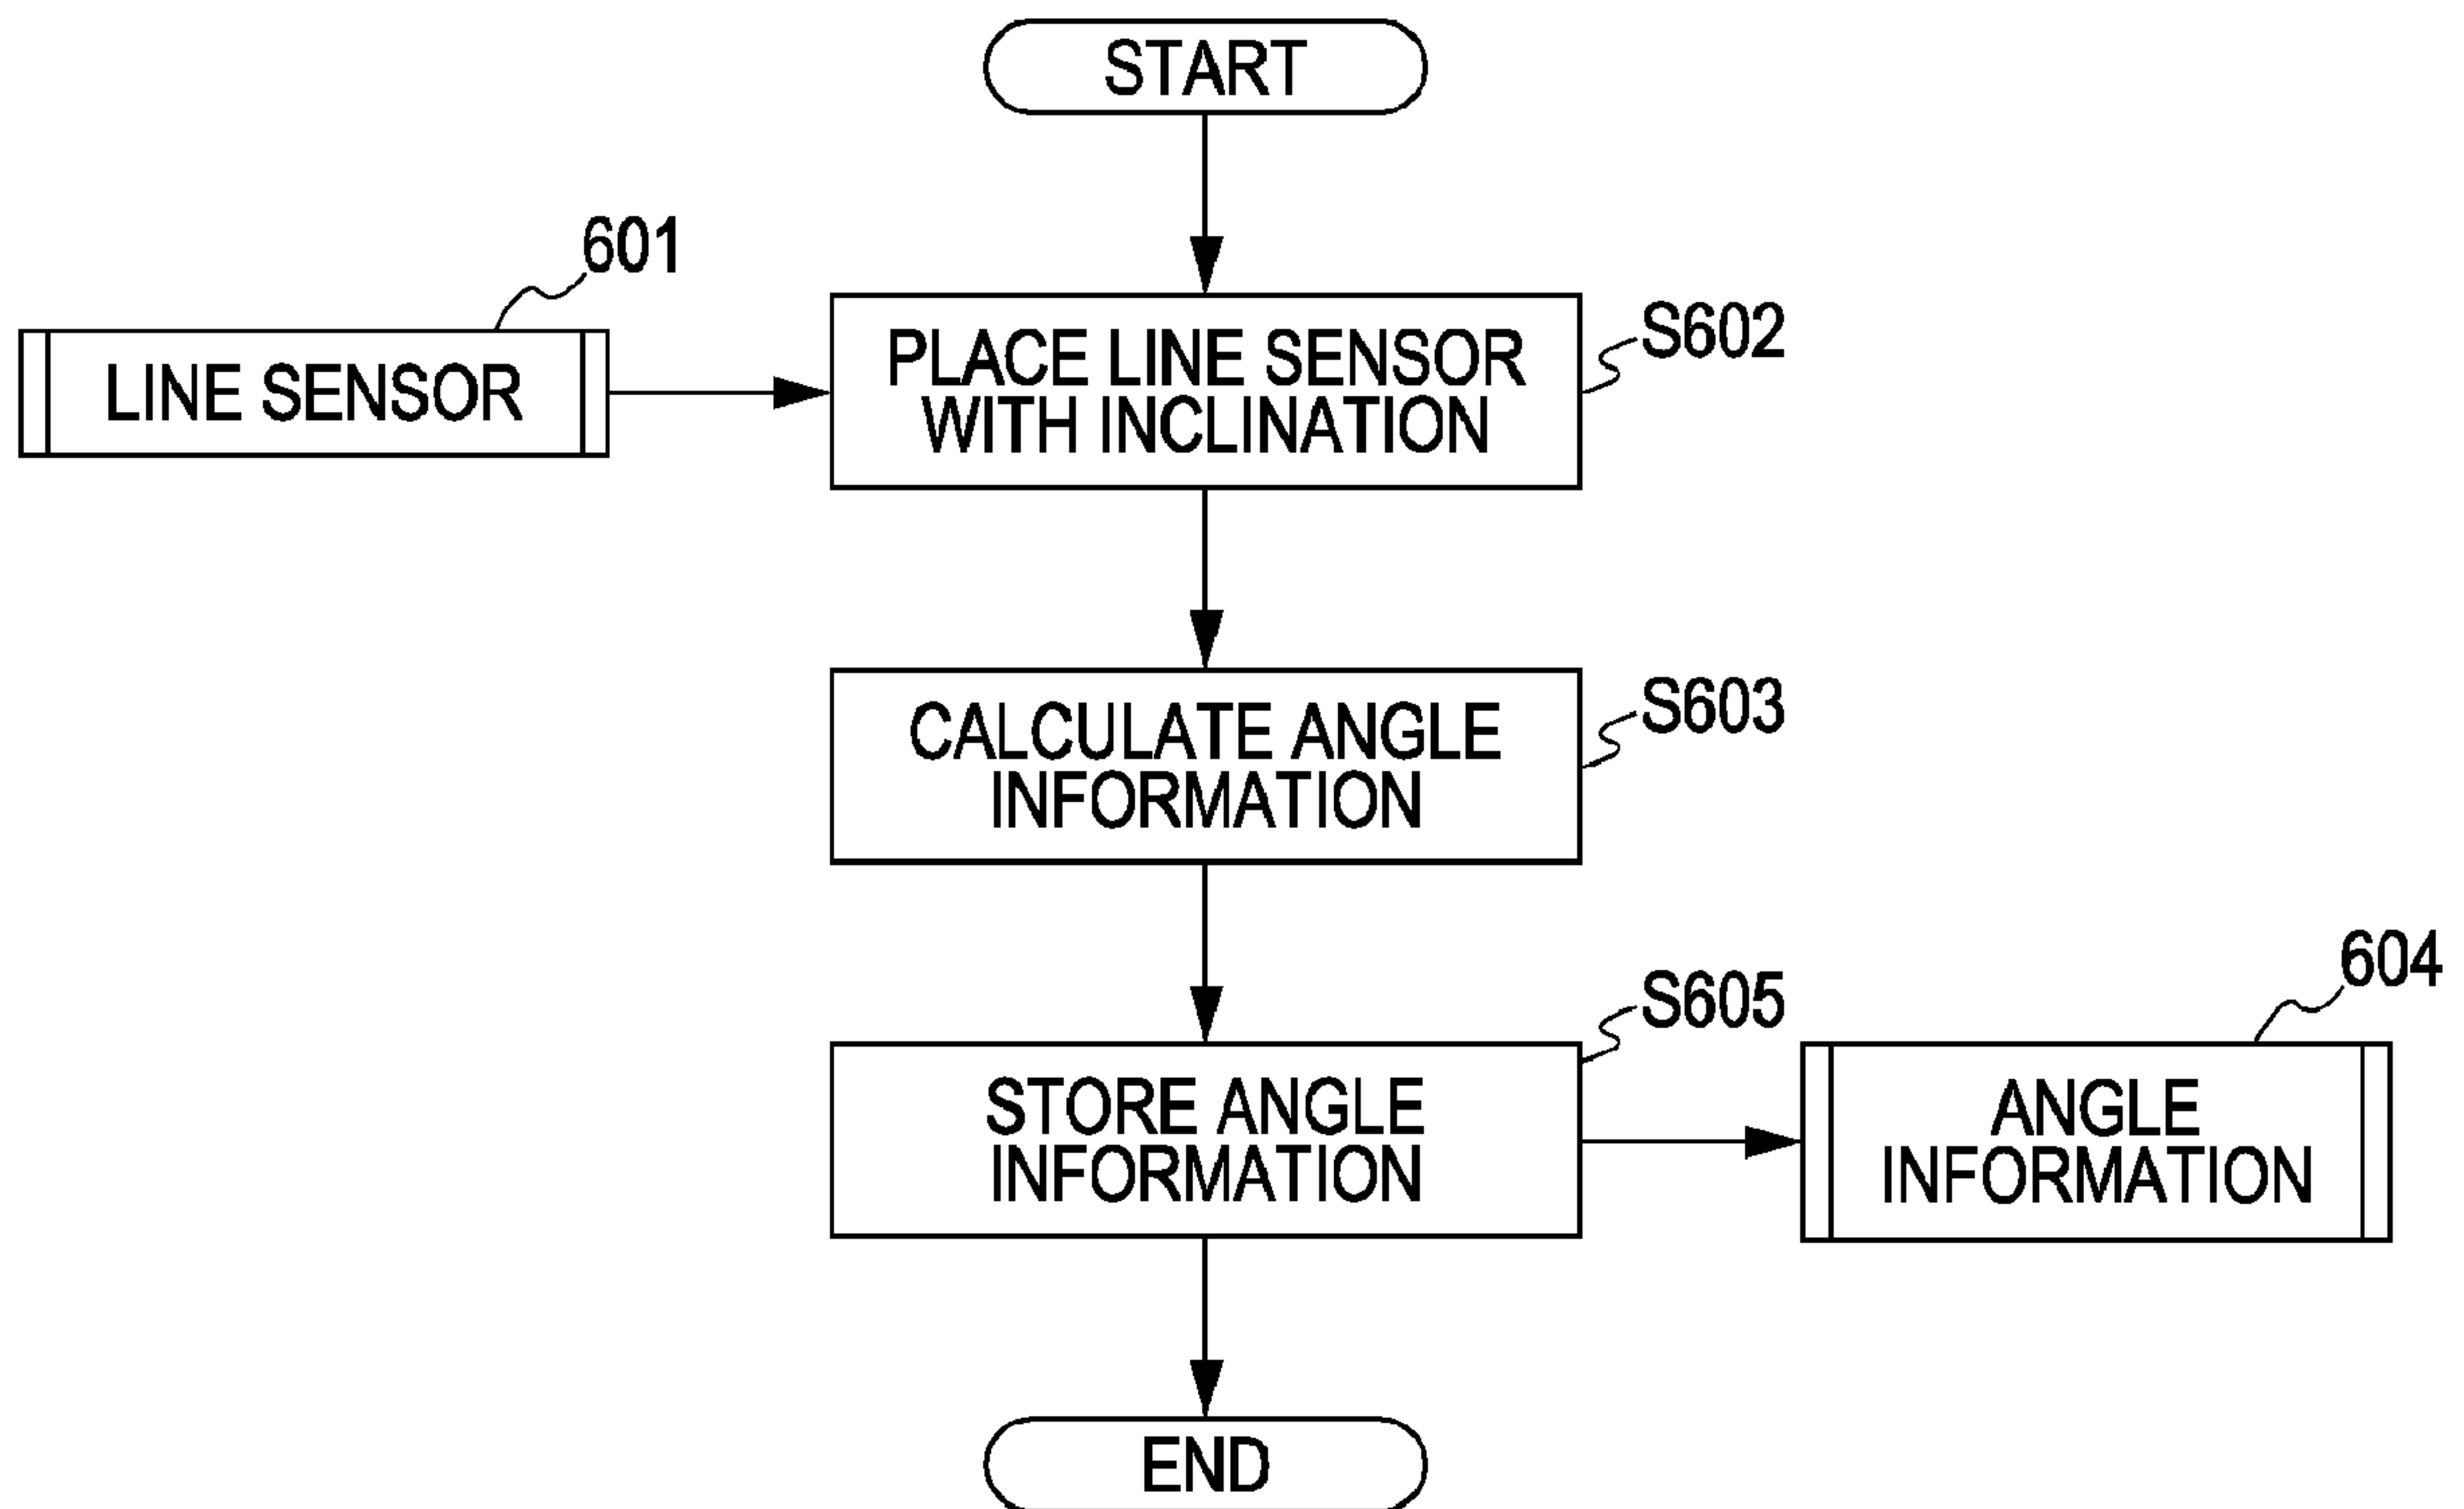 START
601
LINE SENSOR
PLACE LINE SENSOR
WITH INCLINATION
S602
CALCULATE ANGLE
INFORMATION
S603
STORE ANGLE
INFORMATION
S605
604
ANGLE
INFORMATION
END